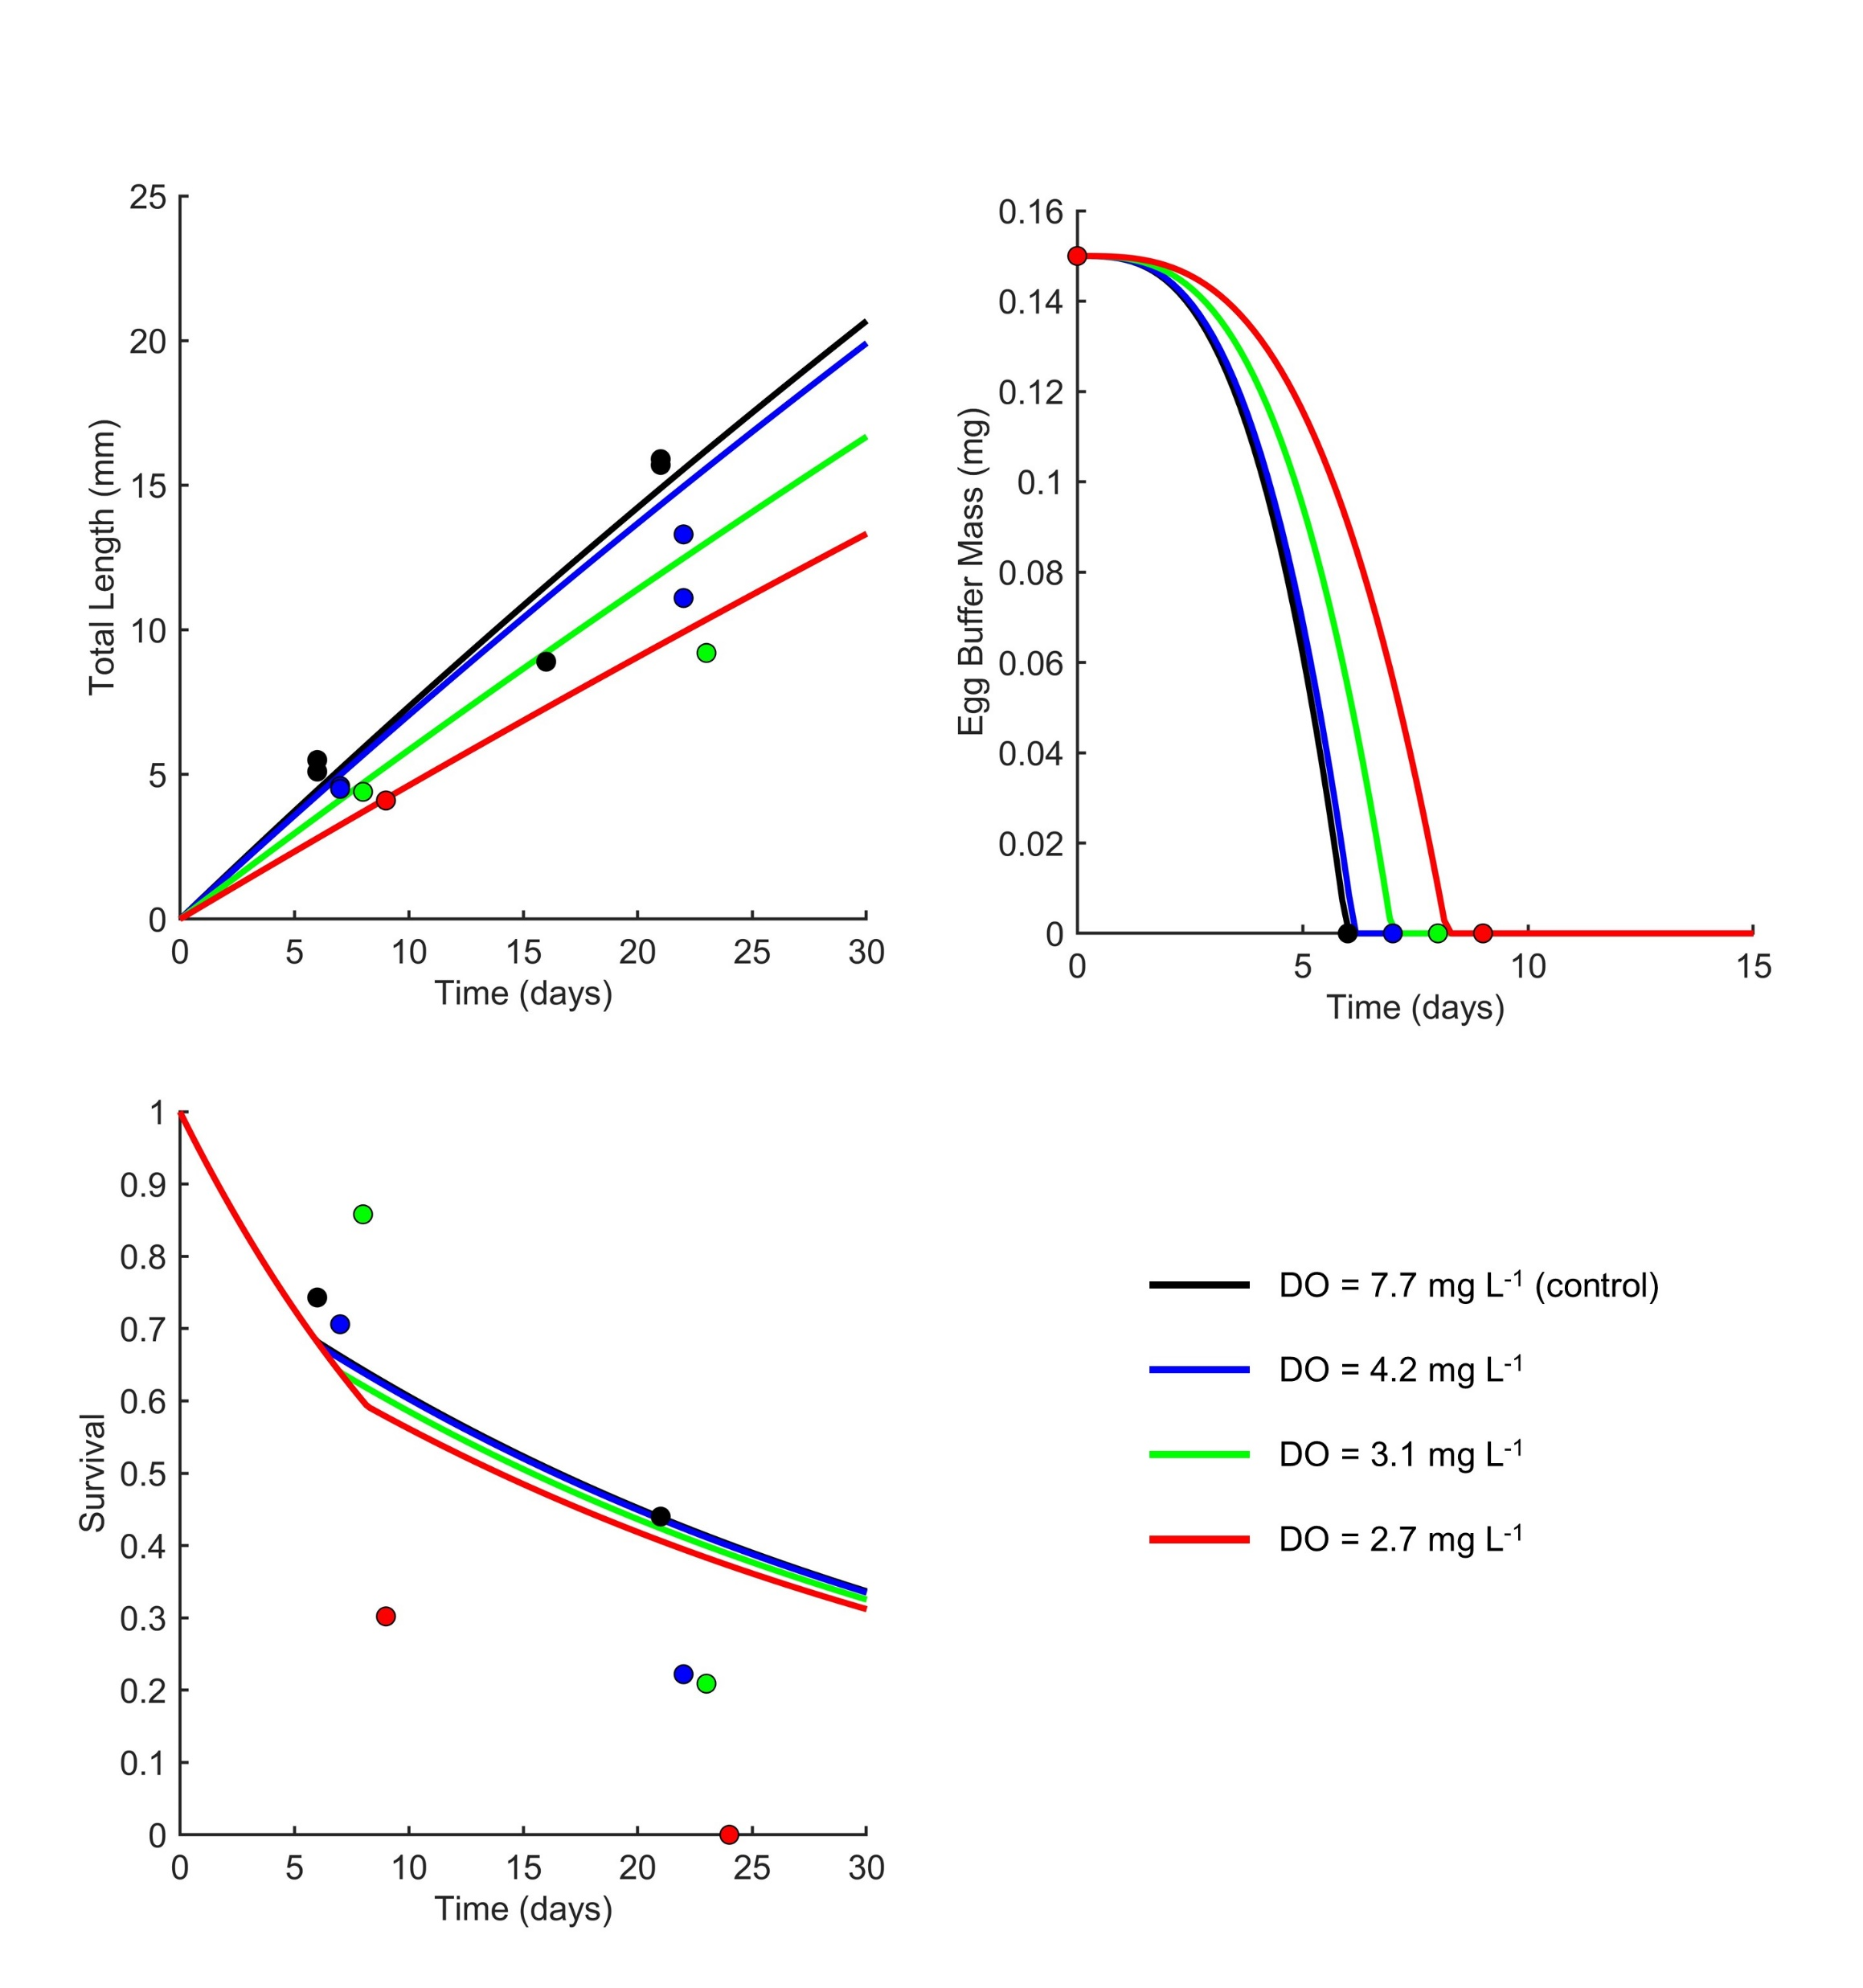 25
20
15
10
5
0
Total Length (mm)
0 5 10 15 20 25 30
Time (days)
0.16
0.14
0.12
0.1
0.08
0.06
0.04
0.02
0
Egg Buffer Mass (mg)
0 5 10 15
Time (days)
1
0.9
0.8
0.7
0.6
0.5
0.4
0.3
0.2
0.1
0
Survival
0 5 10 15 20 25 30
Time (days)
DO = 7.7 mg L⁻¹ (control)
DO = 4.2 mg L⁻¹
DO = 3.1 mg L⁻¹
DO = 2.7 mg L⁻¹